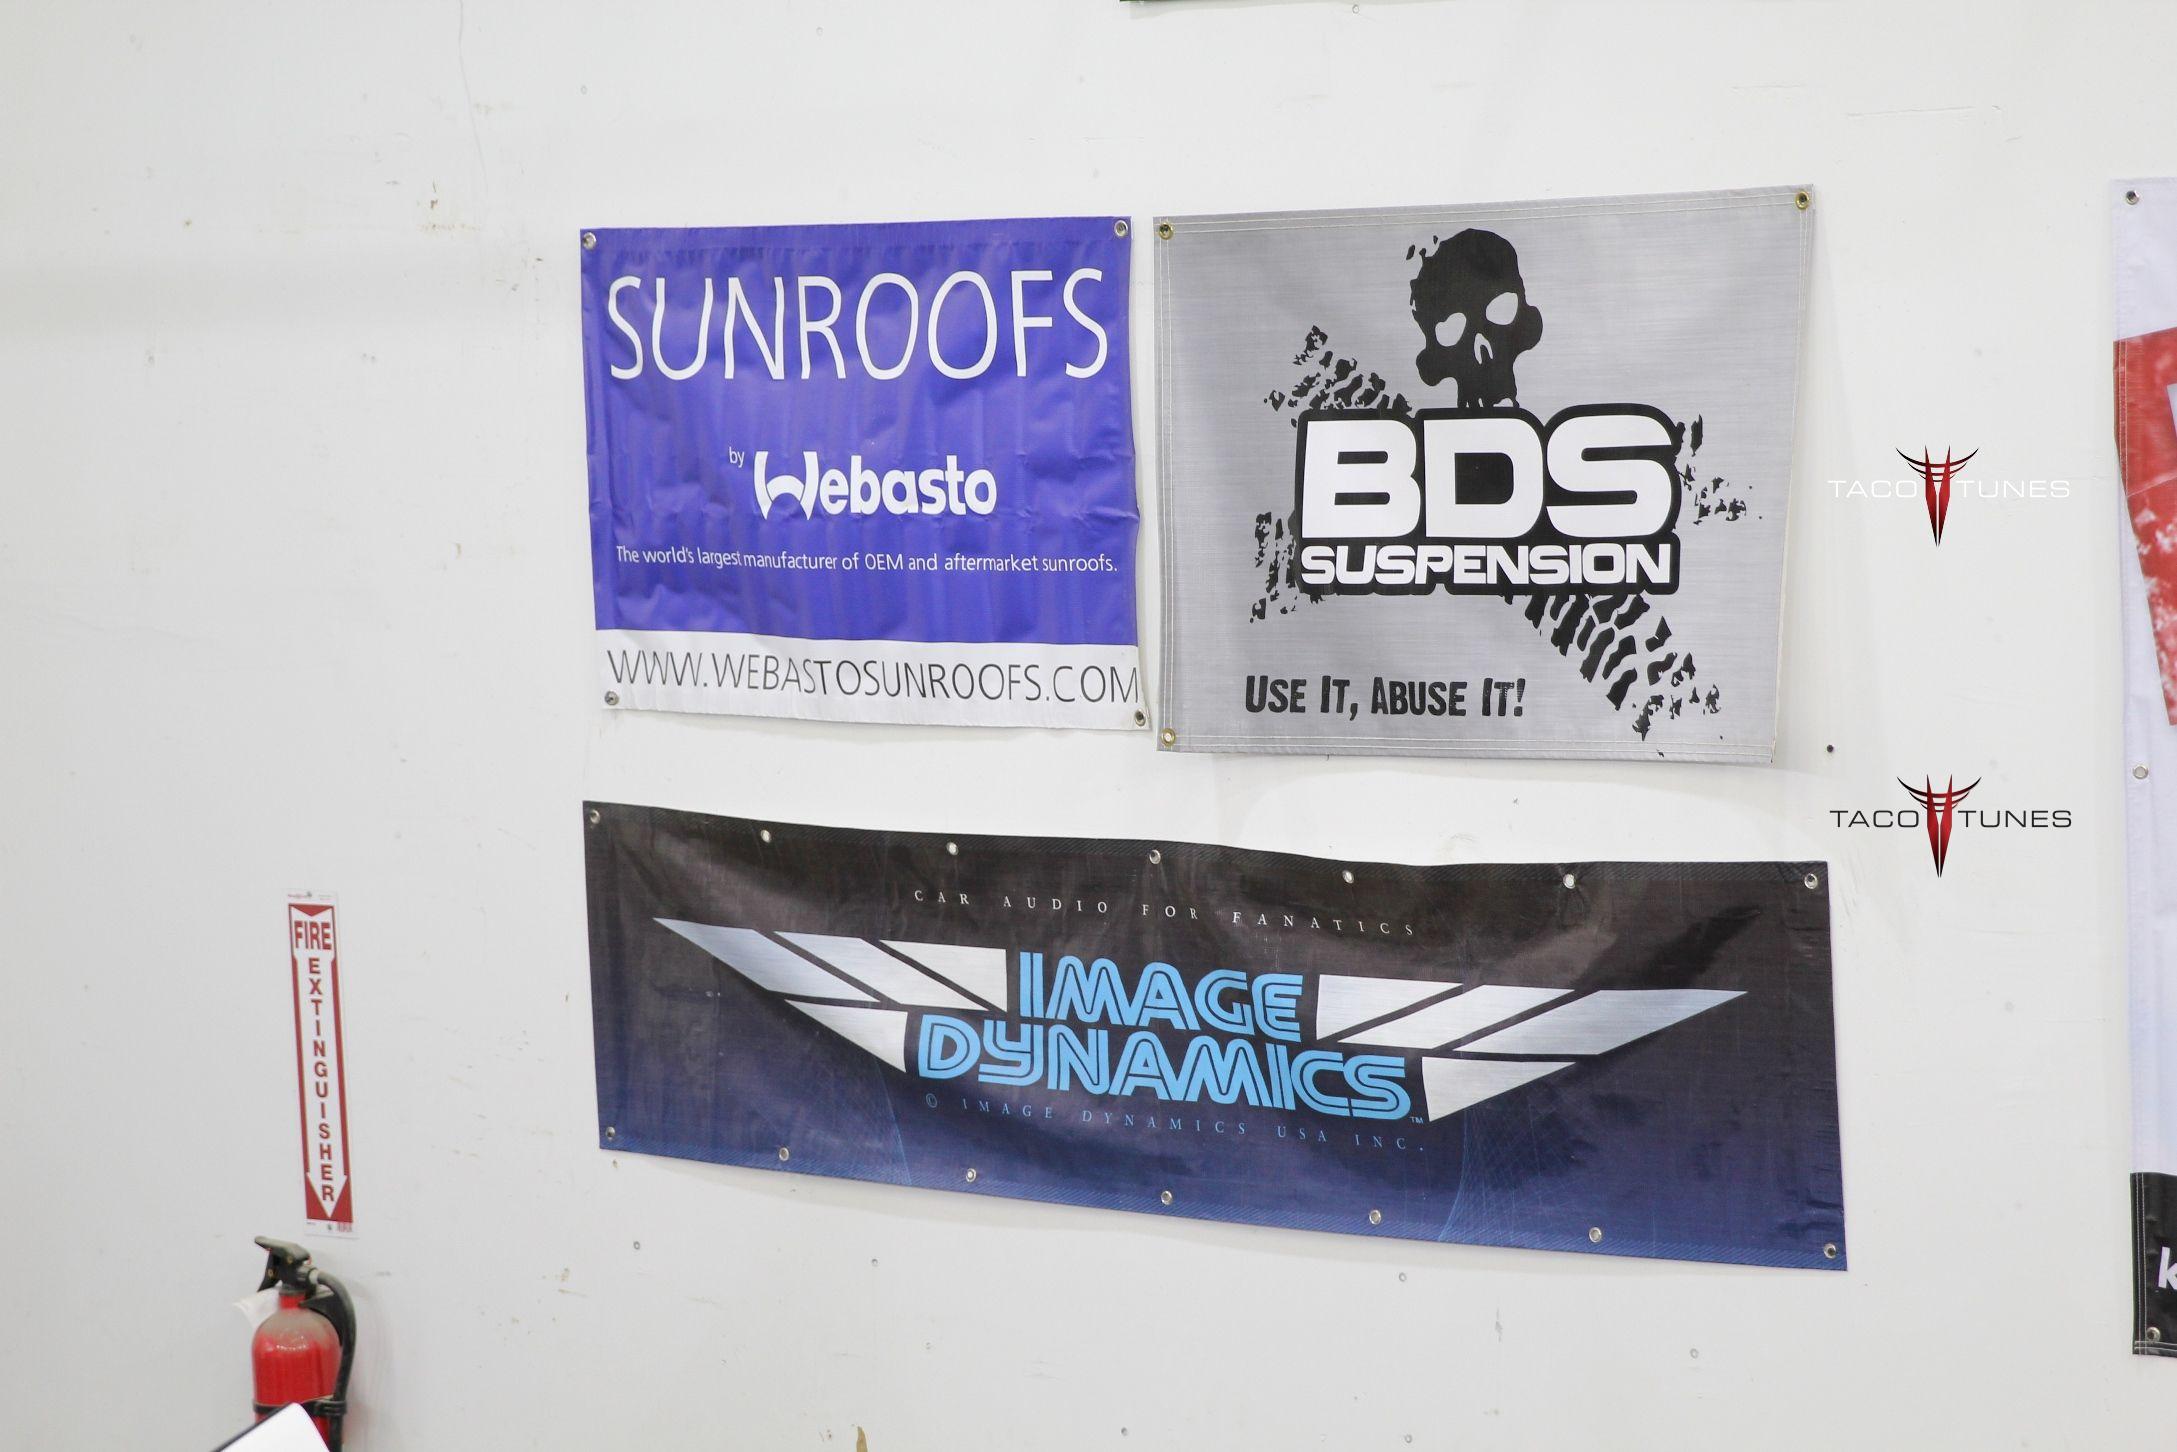 SUNROOFS
by Webasto
The world's largest manufacturer of OEM and aftermarket sunroofs.
WWW.WEBASTOSUNROOFS.COM
BDS
SUSPENSION
USE IT, ABUSE IT!
TACO TUNES
TACO TUNES
CAR AUDIO FOR FANATICS
IMAGE
DYNAMICS™
© IMAGE DYNAMICS USA INC.
FIRE
EXTINGUISHER